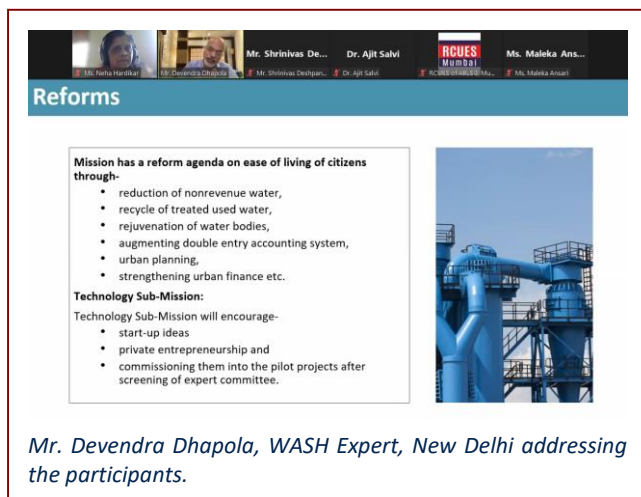 Mr. Shrinivas De...
Dr. Ajit Salvi
RCUES
Mumbai
Ms. Maleka Ans...
Ms. Neha Hardikar
Mr. Devendra Dhapola
Mr. Shrinivas Deshpan...
Dr. Ajit Salvi
Ms. Maleka Ansari
Reforms
Mission has a reform agenda on ease of living of citizens
through-
• reduction of nonrevenue water,
• recycle of treated used water,
• rejuvenation of water bodies,
• augmenting double entry accounting system,
• urban planning,
• strengthening urban finance etc.
Technology Sub-Mission:
Technology Sub-Mission will encourage-
• start-up ideas
• private entrepreneurship and
• commissioning them into the pilot projects after
screening of expert committee.
Mr. Devendra Dhapola, WASH Expert, New Delhi addressing
the participants.